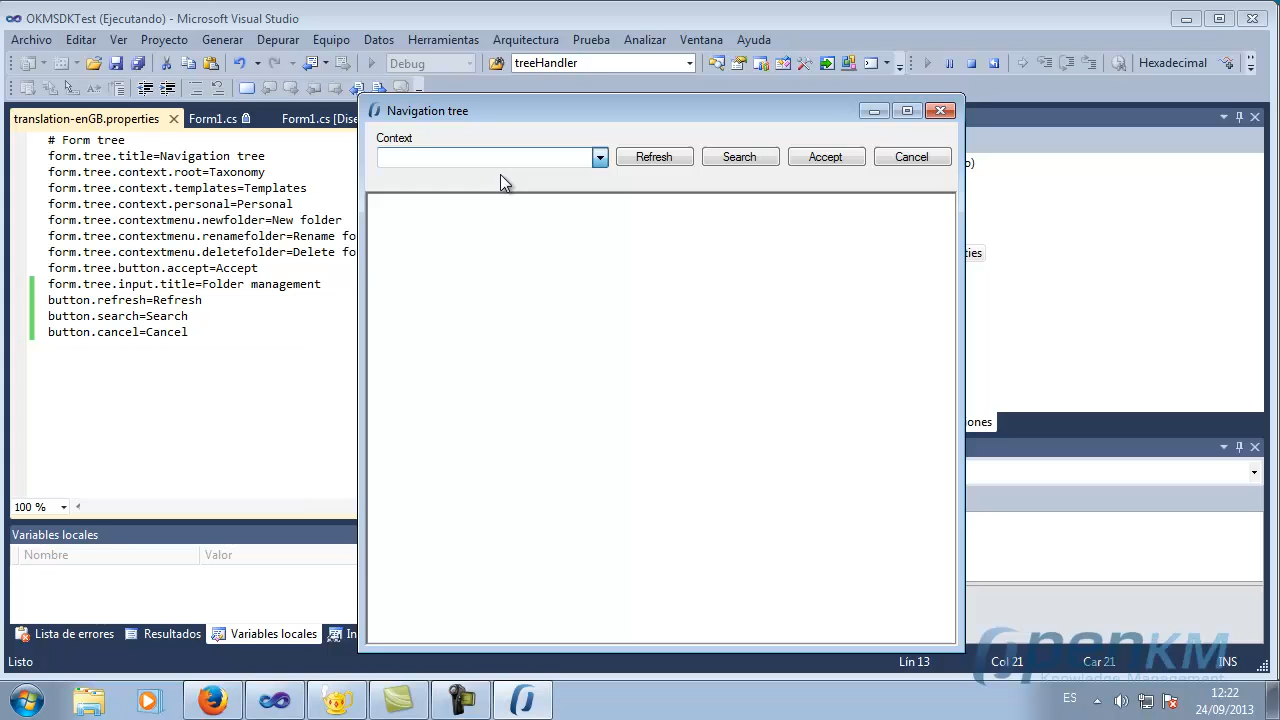 OKMSDKTest (Ejecutando) - Microsoft Visual Studio
Archivo Editar Ver Proyecto Generar Depurar Equipo Datos Herramientas Arquitectura Prueba Analizar Ventana Ayuda
Debug treeHandler Hexadecimal
translation-enGB.properties Form1.cs Form1.cs [Dise
# Form tree
form.tree.title=Navigation tree
form.tree.context.root=Taxonomy
form.tree.context.templates=Templates
form.tree.context.personal=Personal
form.tree.contextmenu.newfolder=New folder
form.tree.contextmenu.renamefolder=Rename fo
form.tree.contextmenu.deletefolder=Delete fo
form.tree.button.accept=Accept
form.tree.input.title=Folder management
button.refresh=Refresh
button.search=Search
button.cancel=Cancel
100 %
Navigation tree
Context
Refresh Search Accept Cancel
o)
ties
ones
Variables locales
Nombre Valor
Lista de errores Resultados Variables locales In
Listo Lín 13 Col 21 Car 21 INS
OpenKM
Knowledge Management
ES 12:22
24/09/2013